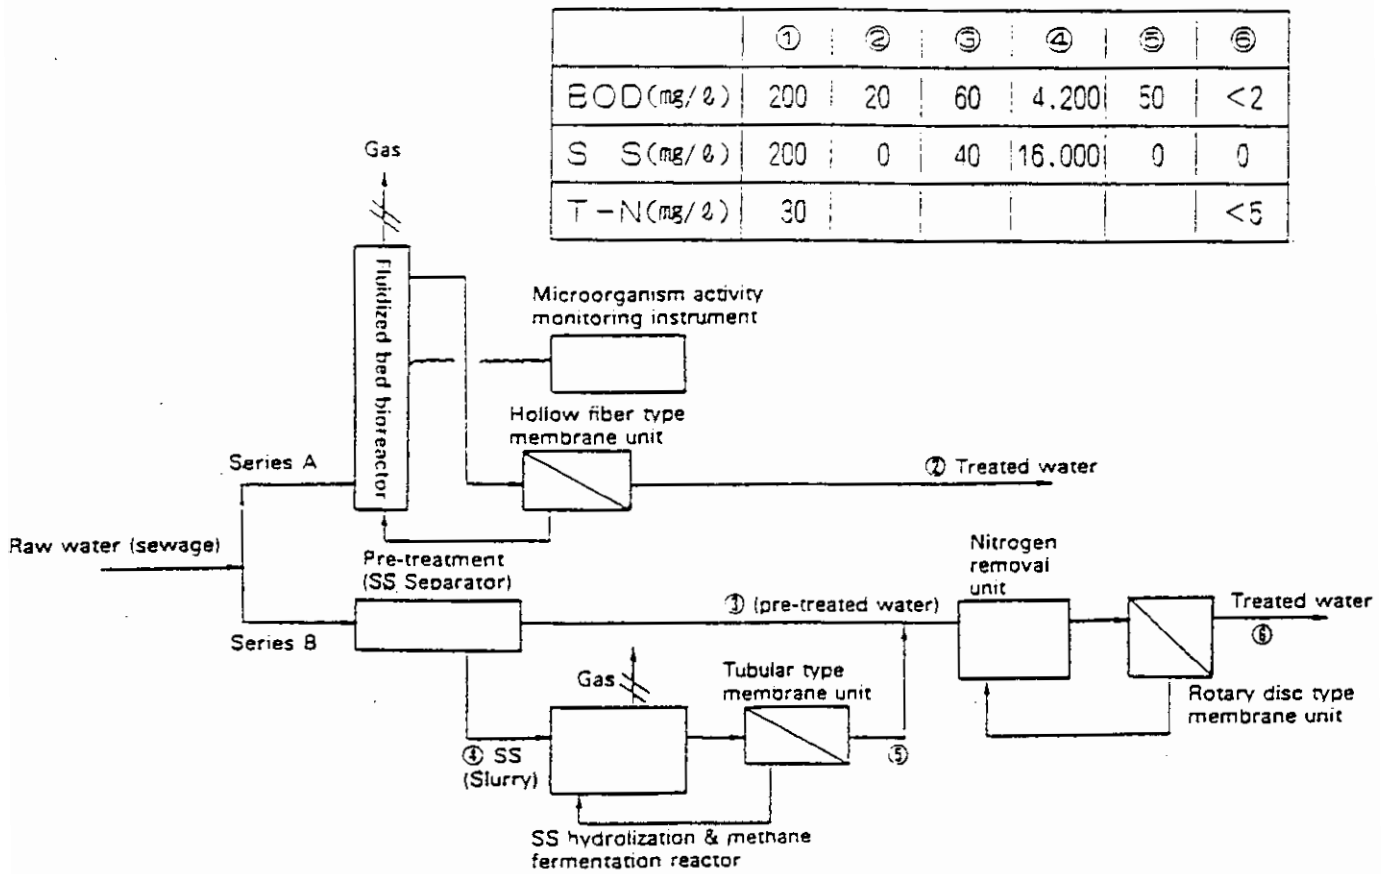 ① ② ③ ④ ⑤ ⑥
BOD(mg/ℓ) 200 20 60 4.200 50 <2
S S(mg/ℓ) 200 0 40 16.000 0 0
T-N(mg/ℓ) 30 <5
Gas
Fluidized bed bioreactor
Microorganism activity
monitoring instrument
Hollow fiber type
membrane unit
Series A
② Treated water
Raw water (sewage)
Pre-treatment
(SS Separator)
Series B
③ (pre-treated water)
Nitrogen
removal
unit
Treated water
⑥
Rotary disc type
membrane unit
Gas
Tubular type
membrane unit
④ SS
(Slurry)
⑤
SS hydrolization & methane
fermentation reactor